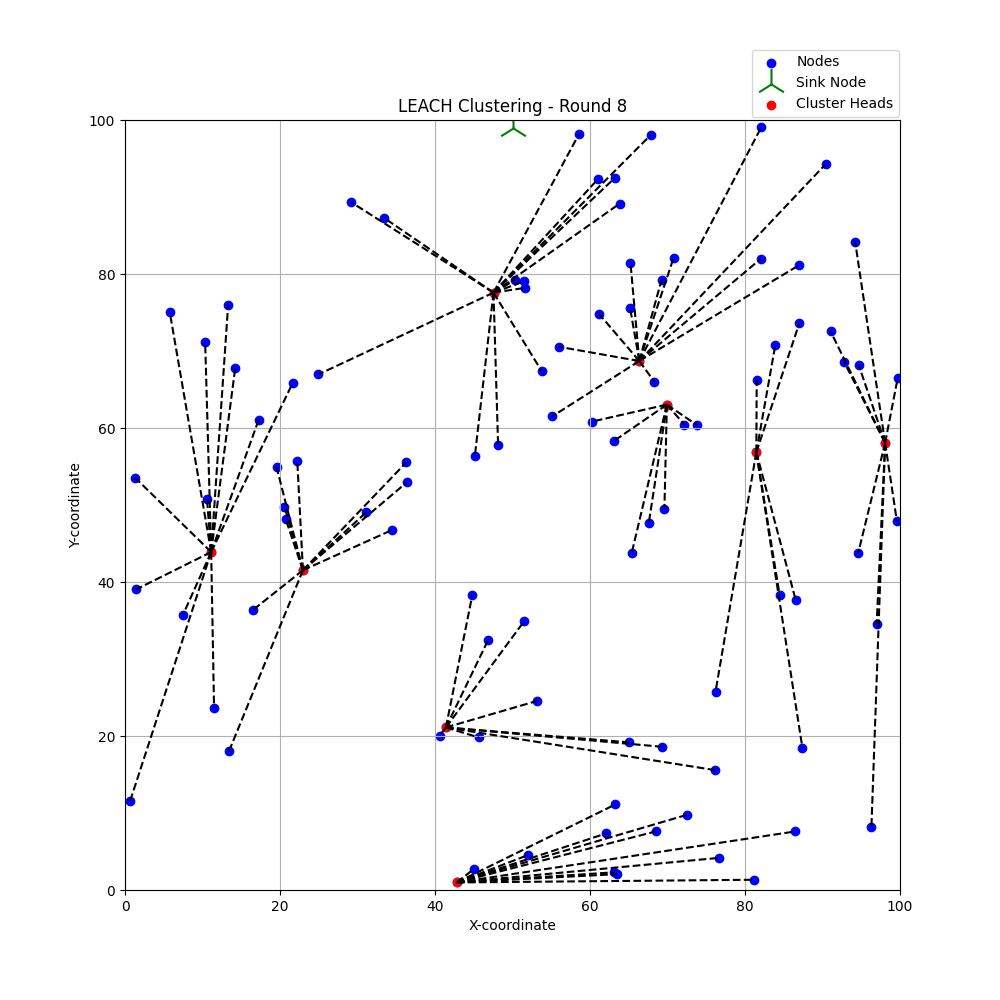 Nodes
Sink Node
Cluster Heads
LEACH Clustering - Round 8
100
80
60
40
20
0
Y-coordinate
0 20 40 60 80 100
X-coordinate